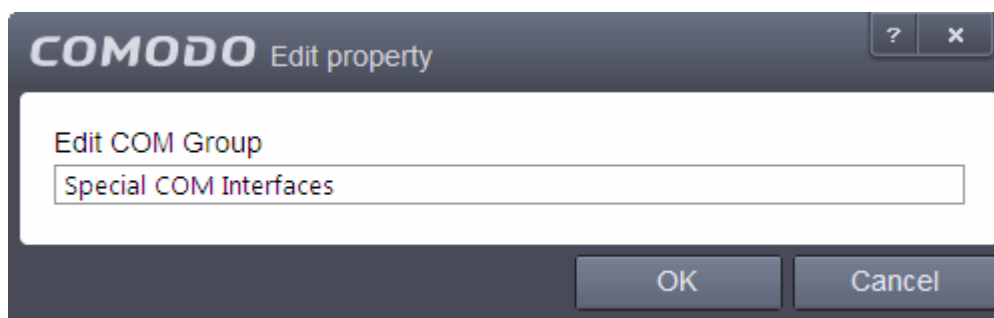 COMODO Edit property ? ×
Edit COM Group
Special COM Interfaces
OK Cancel